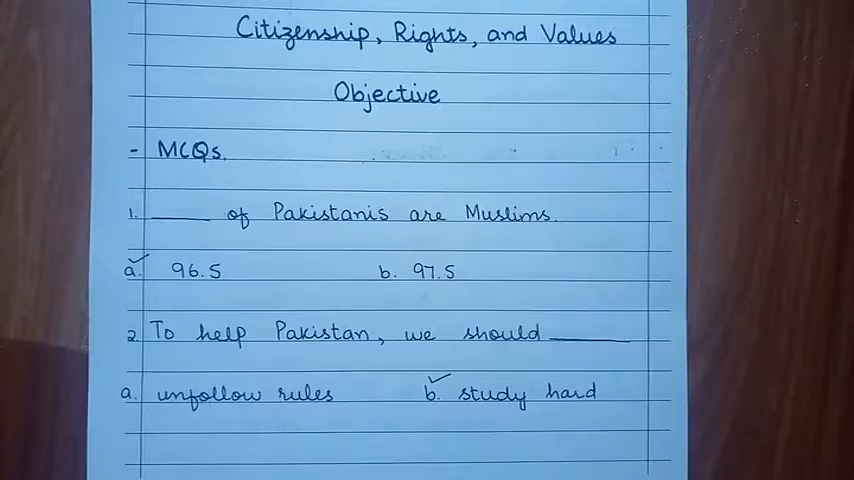 Citizenship, Rights, and Values
Objective
- MCQs.
1. ______ of Pakistanis are Muslims.
a. ✓ 96.5 b. 97.5
2. To help Pakistan, we should ________
a. unfollow rules b. ✓ study hard